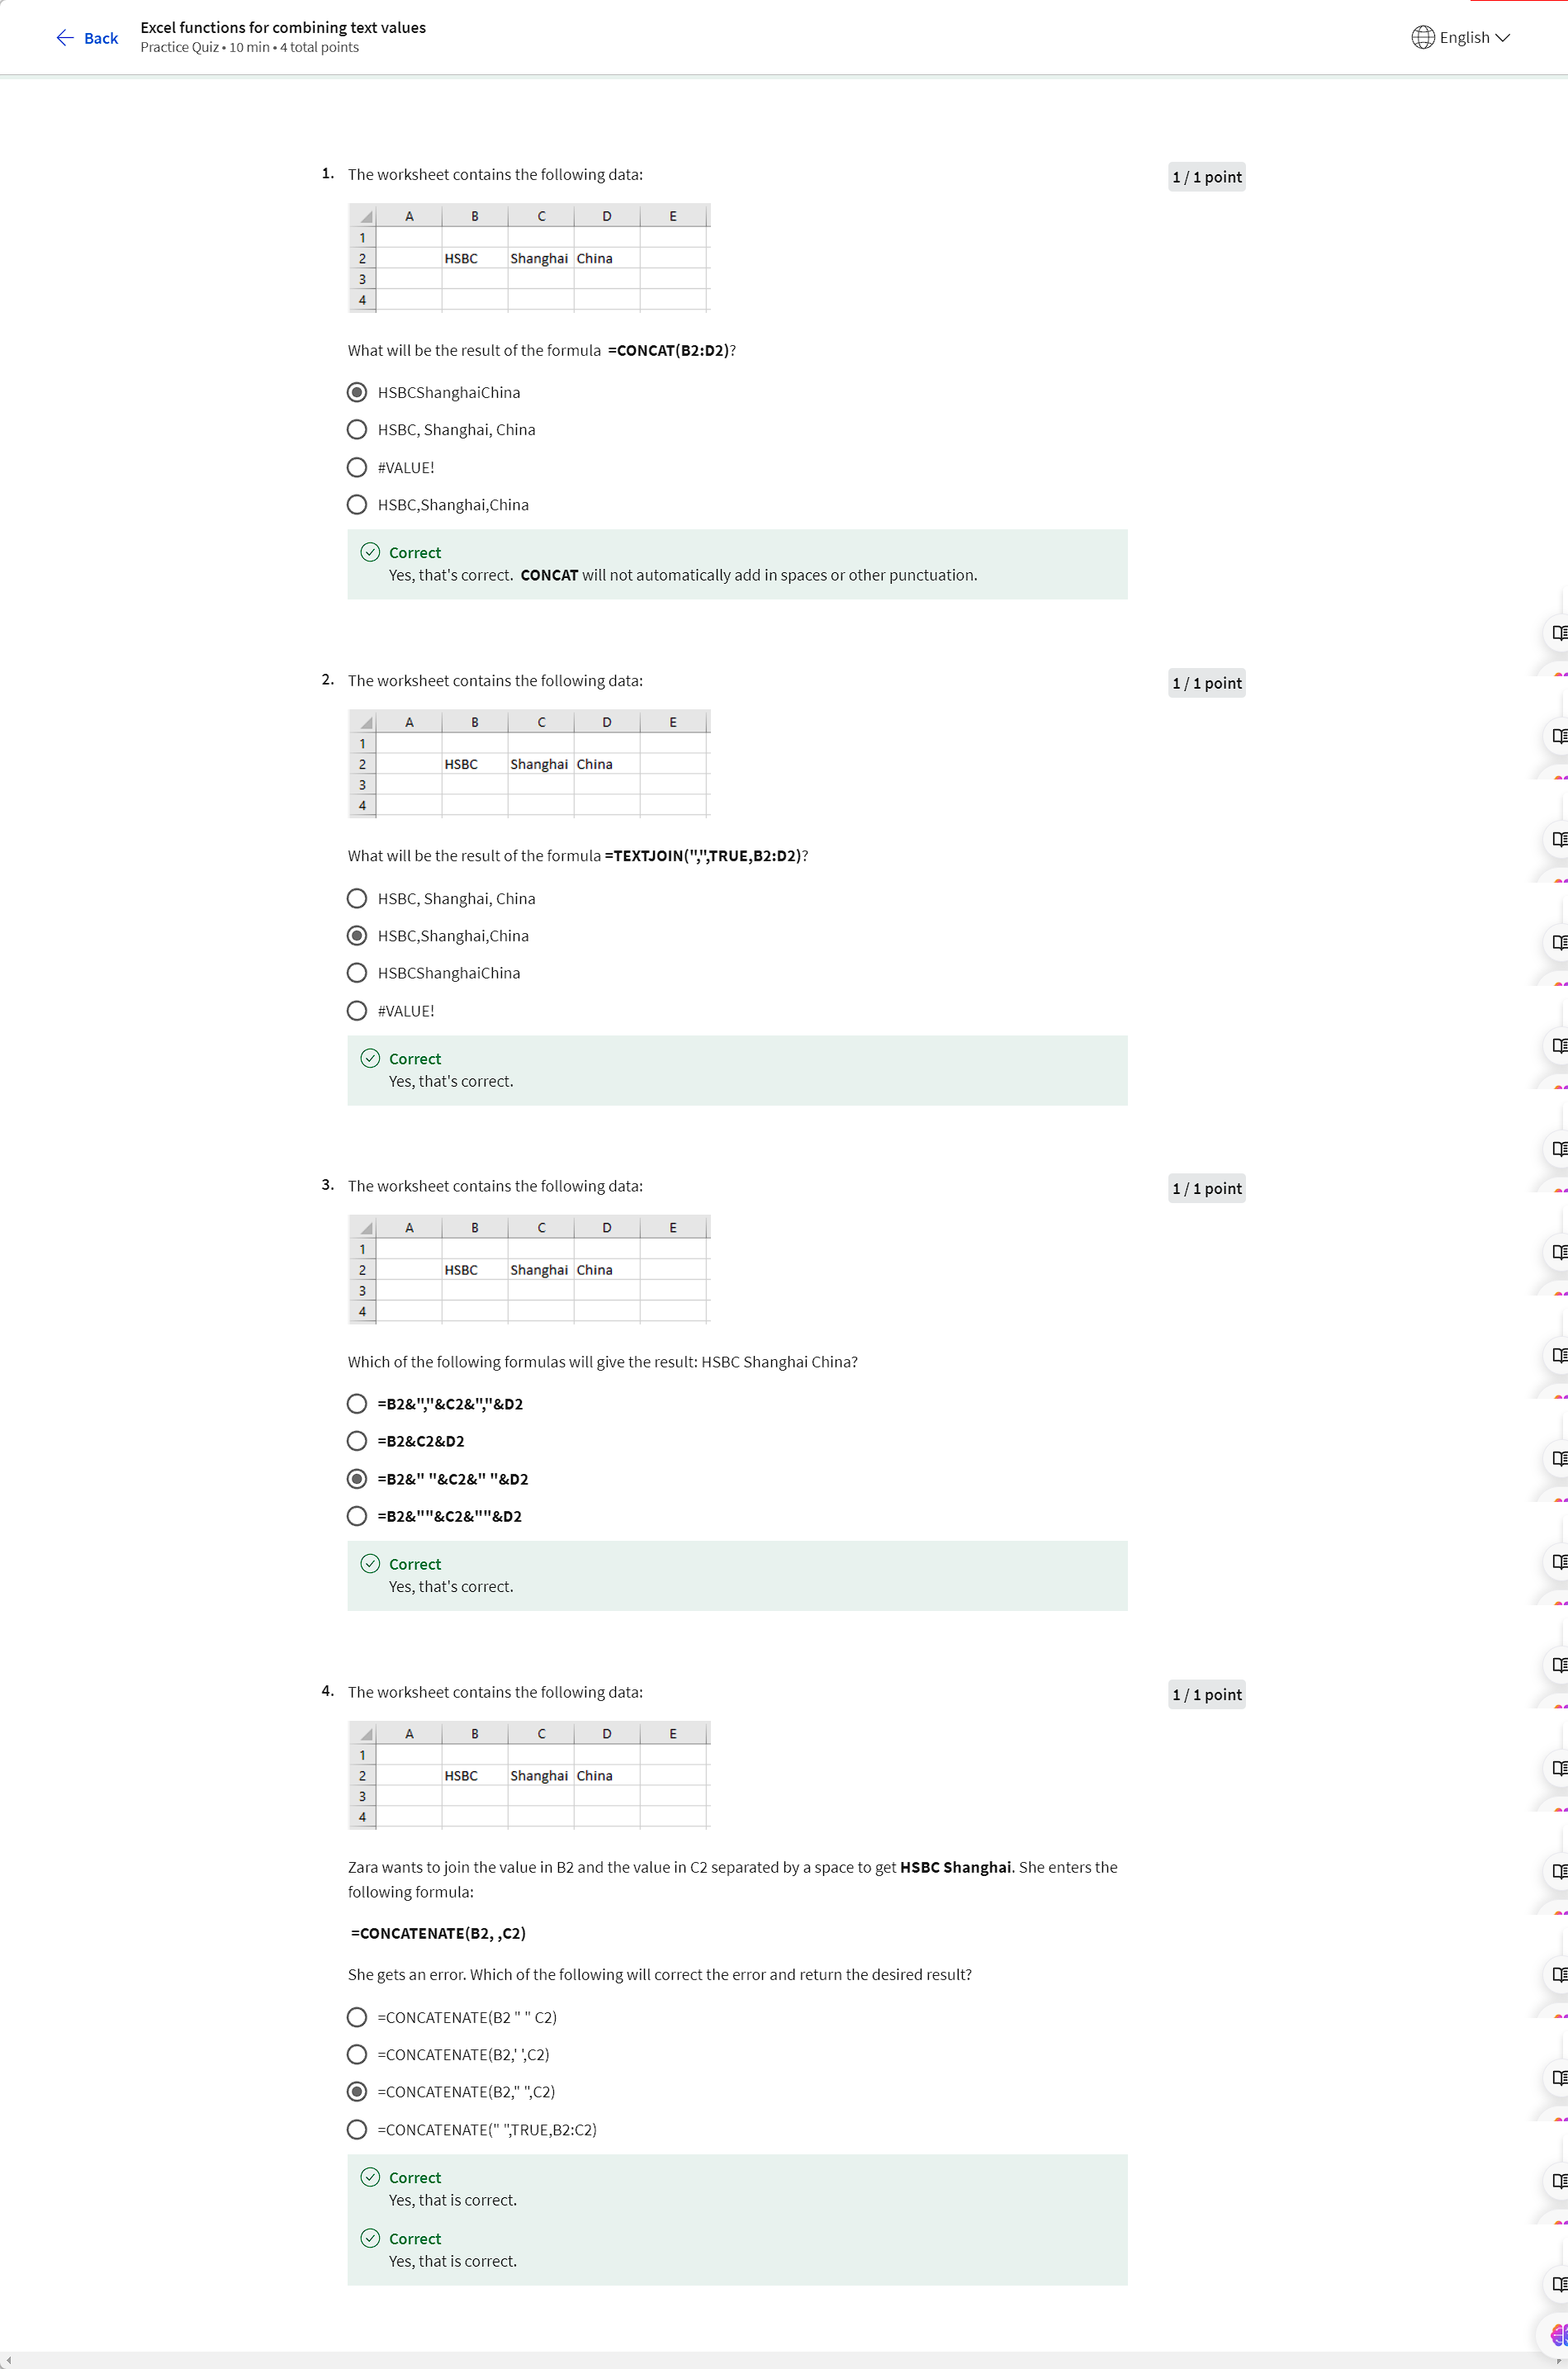 Back
Excel functions for combining text values
Practice Quiz • 10 min • 4 total points
English
1. The worksheet contains the following data:
1 / 1 point
A B C D E
1
2 HSBC Shanghai China
3
4
What will be the result of the formula =CONCAT(B2:D2)?
HSBCShanghaiChina
HSBC, Shanghai, China
#VALUE!
HSBC,Shanghai,China
Correct
Yes, that's correct. CONCAT will not automatically add in spaces or other punctuation.
2. The worksheet contains the following data:
1 / 1 point
A B C D E
1
2 HSBC Shanghai China
3
4
What will be the result of the formula =TEXTJOIN(",",TRUE,B2:D2)?
HSBC, Shanghai, China
HSBC,Shanghai,China
HSBCShanghaiChina
#VALUE!
Correct
Yes, that's correct.
3. The worksheet contains the following data:
1 / 1 point
A B C D E
1
2 HSBC Shanghai China
3
4
Which of the following formulas will give the result: HSBC Shanghai China?
=B2&","&C2&","&D2
=B2&C2&D2
=B2&" "&C2&" "&D2
=B2&""&C2&""&D2
Correct
Yes, that's correct.
4. The worksheet contains the following data:
1 / 1 point
A B C D E
1
2 HSBC Shanghai China
3
4
Zara wants to join the value in B2 and the value in C2 separated by a space to get HSBC Shanghai. She enters the
following formula:
=CONCATENATE(B2, ,C2)
She gets an error. Which of the following will correct the error and return the desired result?
=CONCATENATE(B2 " " C2)
=CONCATENATE(B2,' ',C2)
=CONCATENATE(B2," ",C2)
=CONCATENATE(" ",TRUE,B2:C2)
Correct
Yes, that is correct.
Correct
Yes, that is correct.